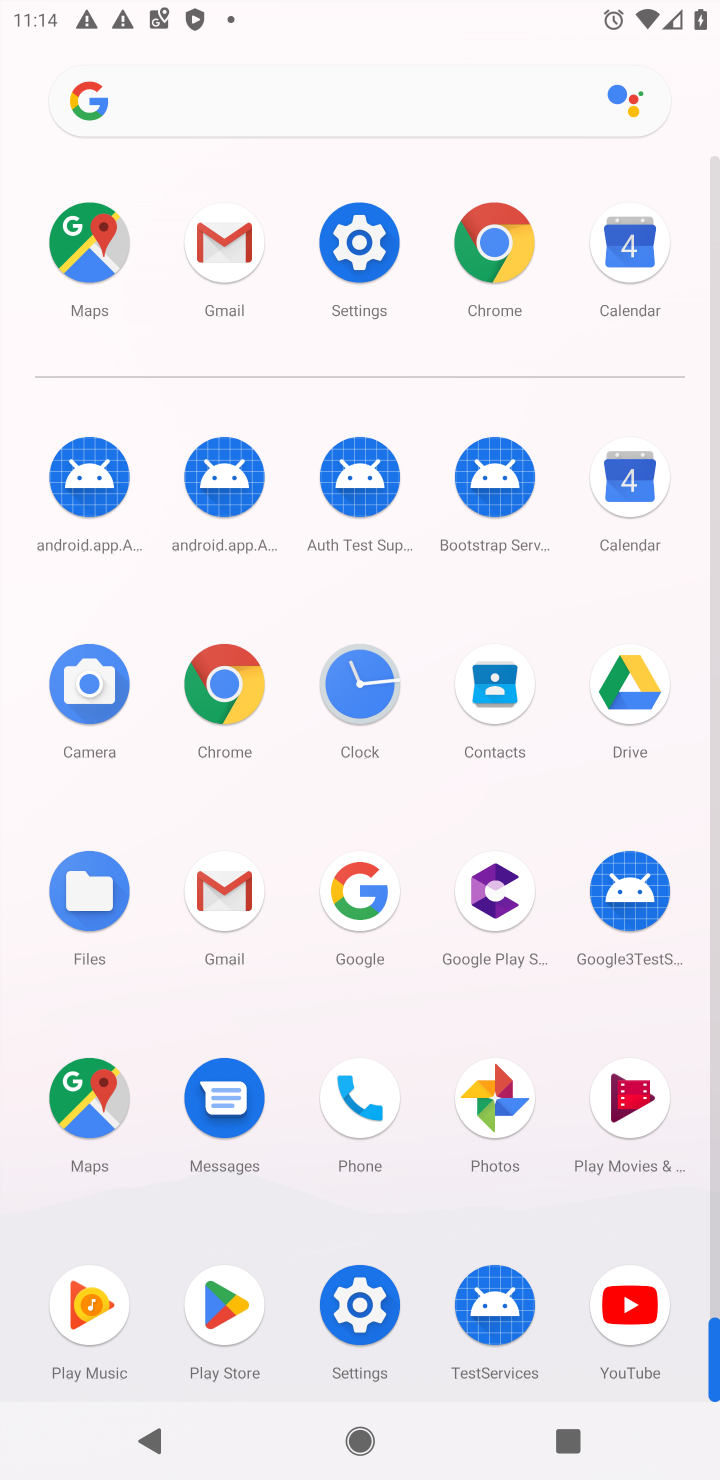 11:14
Maps Gmail Settings Chrome Calendar
android.app.A... android.app.A... Auth Test Sup... Bootstrap Serv... Calendar
Camera Chrome Clock Contacts Drive
Files Gmail Google Google Play S... Google3TestS...
Maps Messages Phone Photos Play Movies & ...
Play Music Play Store Settings TestServices YouTube